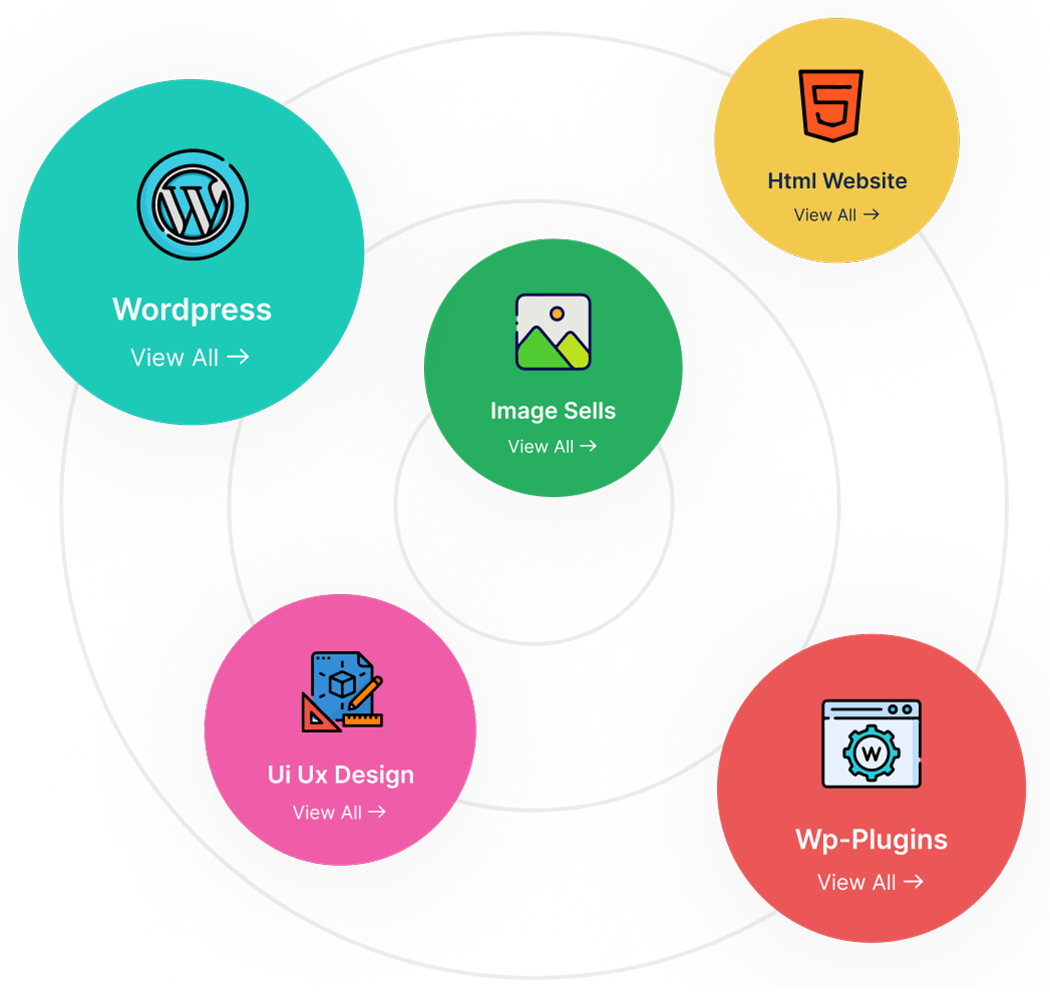 Html Website
View All →
Wordpress
View All →
Image Sells
View All →
Ui Ux Design
View All →
W
Wp-Plugins
View All →